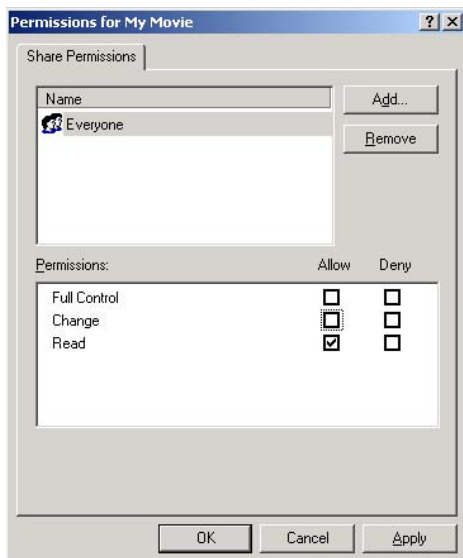 Permissions for My Movie
Share Permissions
Name
Add...
Everyone
Remove
Permissions: Allow Deny
Full Control
Change
Read
OK Cancel Apply